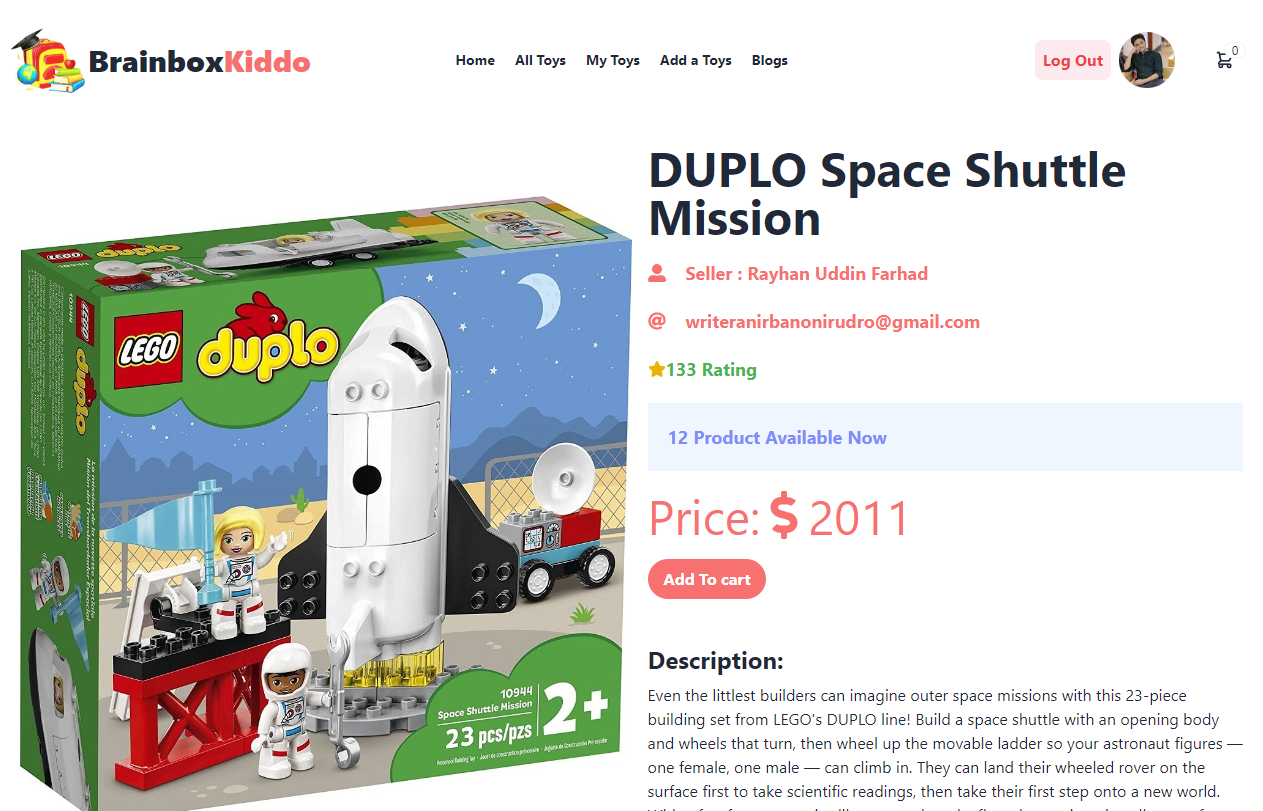 BrainboxKiddo
Home All Toys My Toys Add a Toys Blogs
Log Out
0
DUPLO Space Shuttle
Mission
Seller : Rayhan Uddin Farhad
writeranirbanonirudro@gmail.com
133 Rating
12 Product Available Now
Price: $ 2011
Add To cart
Description:
Even the littlest builders can imagine outer space missions with this 23-piece
building set from LEGO's DUPLO line! Build a space shuttle with an opening body
and wheels that turn, then wheel up the movable ladder so your astronaut figures —
one female, one male — can climb in. They can land their wheeled rover on the
surface first to take scientific readings, then take their first step onto a new world.
LEGO
duplo
LEGO
duplo
10944
LEGO
duplo
10944
Space Shuttle Mission
23 pcs/pzs
2+